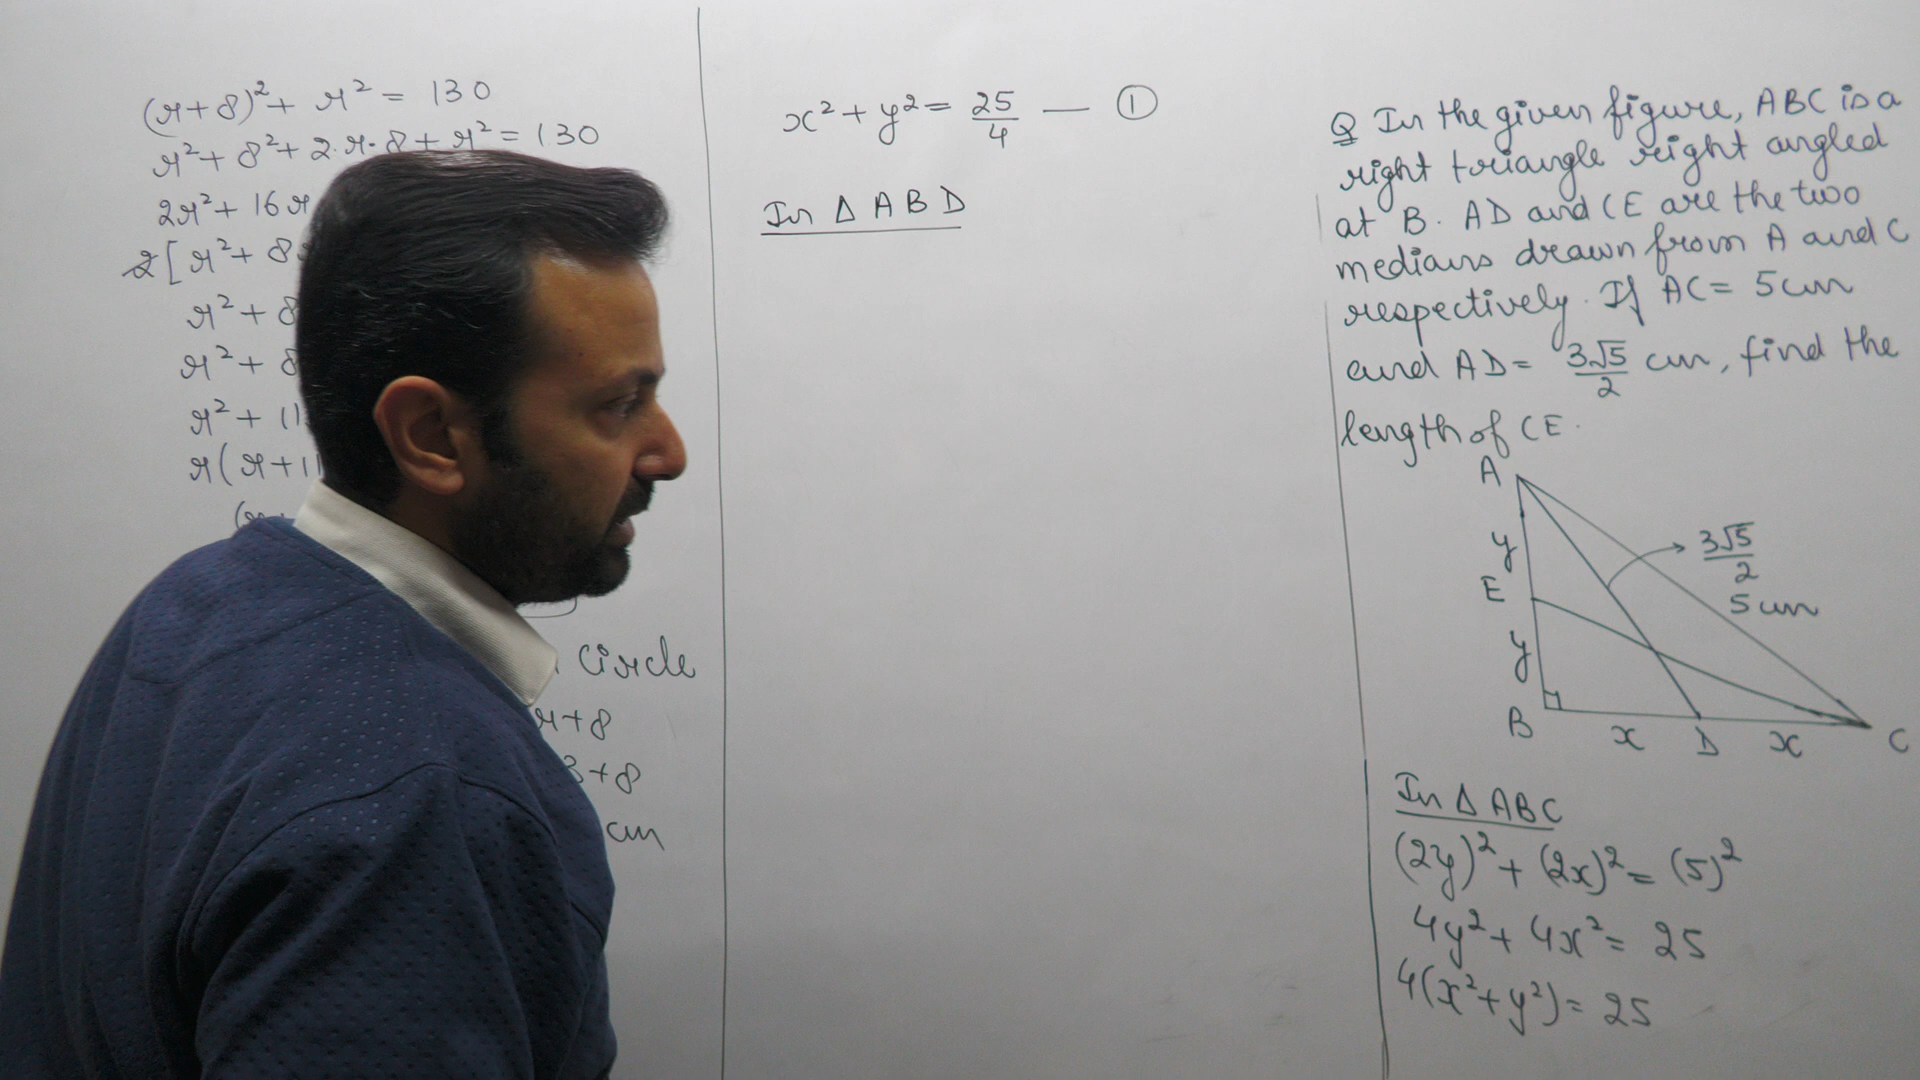 (r+8)² + r² = 130
r² + 8² + 2·r·8 + r² = 130
2r² + 16r
2[r² + 8
r² + 8
r² + 8
r² + 11
r(r+11
circle
r+8
3+8
cm
x² + y² = 25/4 — ①
In Δ ABD
Q In the given figure, ABC is a
right triangle right angled
at B. AD and CE are the two
medians drawn from A and C
respectively. If AC = 5cm
and AD = 3√5/2 cm, find the
length of CE.
A
y
3√5/2
E
5 cm
y
B
x
D
x
C
In Δ ABC
(2y)² + (2x)² = (5)²
4y² + 4x² = 25
4(x² + y²) = 25